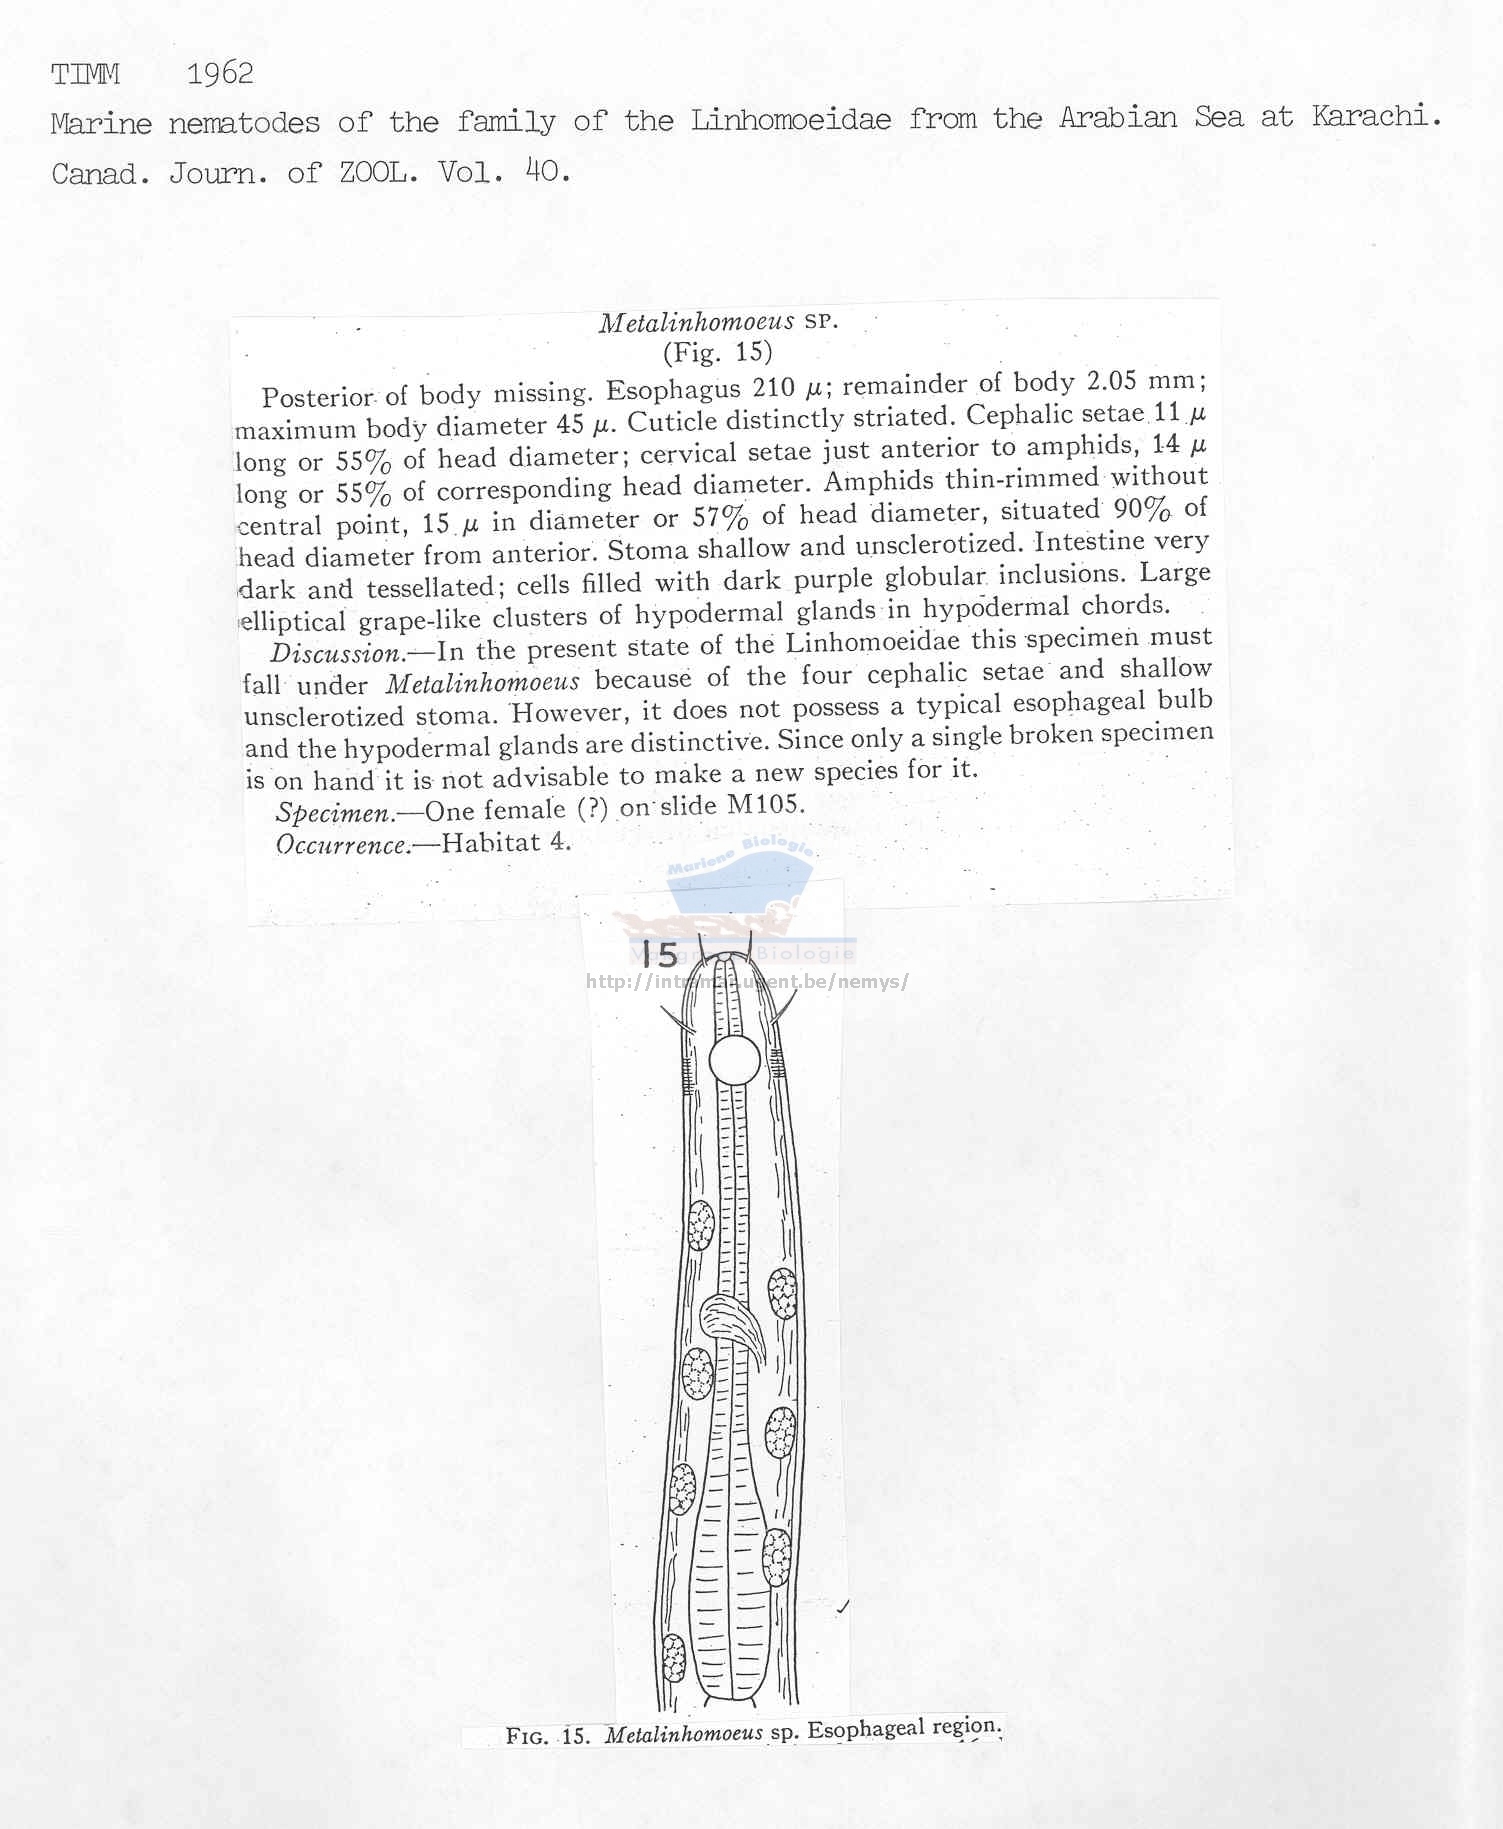 TIMM 1962
Marine nematodes of the family of the Linhomoeidae from the Arabian Sea at Karachi.
Canad. Journ. of ZOOL. Vol. 40.
Metalinhomoeus SP.
(Fig. 15)
Posterior of body missing. Esophagus 210 μ; remainder of body 2.05 mm;
maximum body diameter 45 μ. Cuticle distinctly striated. Cephalic setae 11 μ
long or 55% of head diameter; cervical setae just anterior to amphids, 14 μ
long or 55% of corresponding head diameter. Amphids thin-rimmed without
central point, 15 μ in diameter or 57% of head diameter, situated 90% of
head diameter from anterior. Stoma shallow and unsclerotized. Intestine very
dark and tessellated; cells filled with dark purple globular inclusions. Large
elliptical grape-like clusters of hypodermal glands in hypodermal chords.
Discussion.—In the present state of the Linhomoeidae this specimen must
fall under Metalinhomoeus because of the four cephalic setae and shallow
unsclerotized stoma. However, it does not possess a typical esophageal bulb
and the hypodermal glands are distinctive. Since only a single broken specimen
is on hand it is not advisable to make a new species for it.
Specimen.—One female (?) on slide M105.
Occurrence.—Habitat 4.
Mariene Biologie
15
Biologie
http://intramar.ugent.be/nemys/
FIG. 15. Metalinhomoeus sp. Esophageal region.